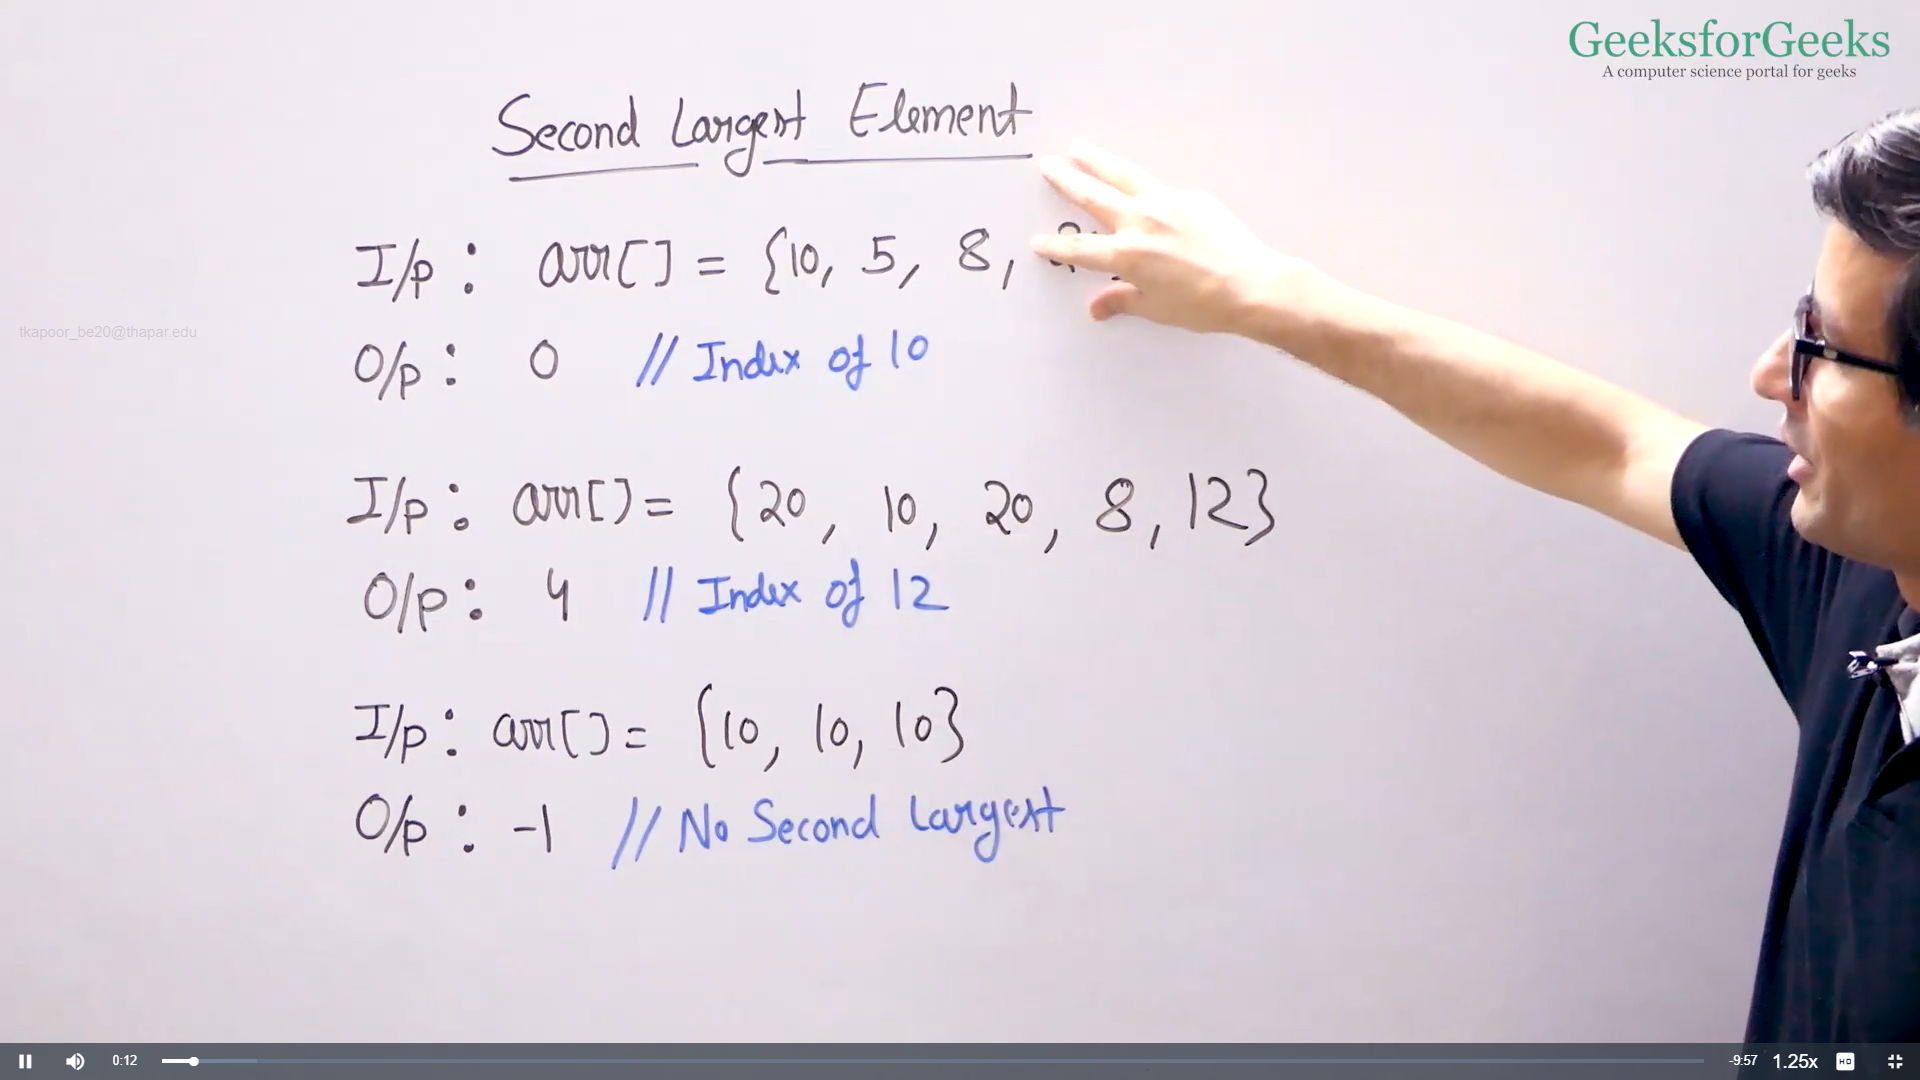 GeeksforGeeks
A computer science portal for geeks
Second Largest Element
I/p : arr[] = {10, 5, 8,
tkapoor_be20@thapar.edu
O/p : 0 // Index of 10
I/p : arr[] = {20, 10, 20, 8, 12}
O/p : 4 // Index of 12
I/p : arr[] = {10, 10, 10}
O/p : -1 // No Second Largest
0:12
-9:57 1.25x HD